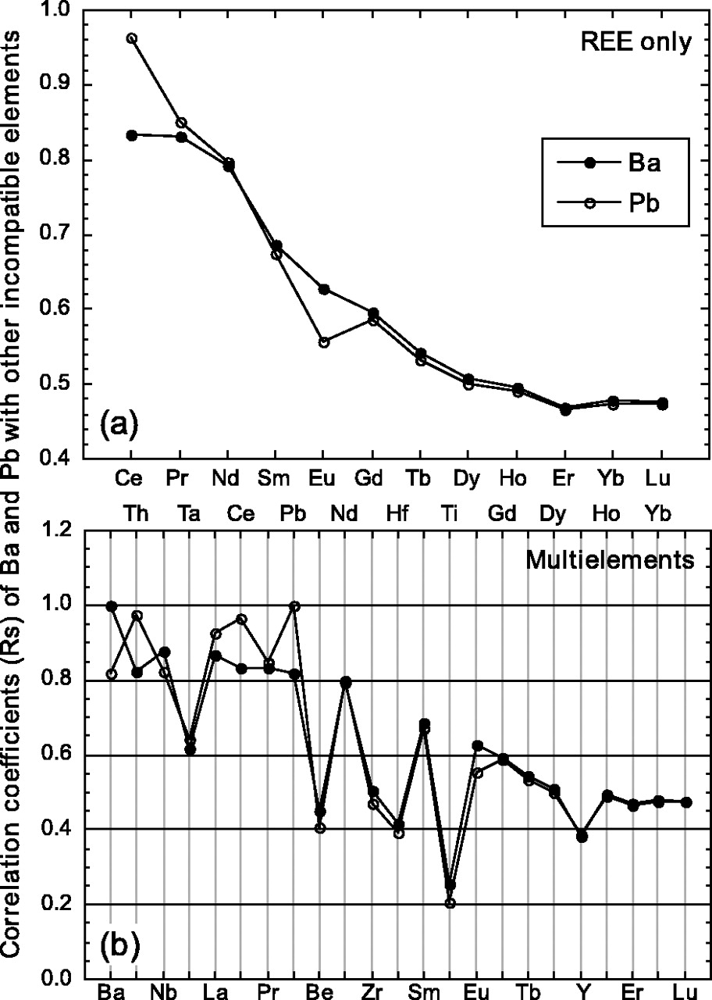 Correlation coefficients (Rs) of Ba and Pb with other incompatible elements
1.0
REE only
0.9
0.8
Ba
Pb
0.7
0.6
0.5
(a)
0.4
Ce Pr Nd Sm Eu Gd Tb Dy Ho Er Yb Lu
Th Ta Ce Pb Nd Hf Ti Gd Dy Ho Yb
1.2
Multielements
1.0
0.8
0.6
0.4
0.2
(b)
0.0
Ba Nb La Pr Be Zr Sm Eu Tb Y Er Lu